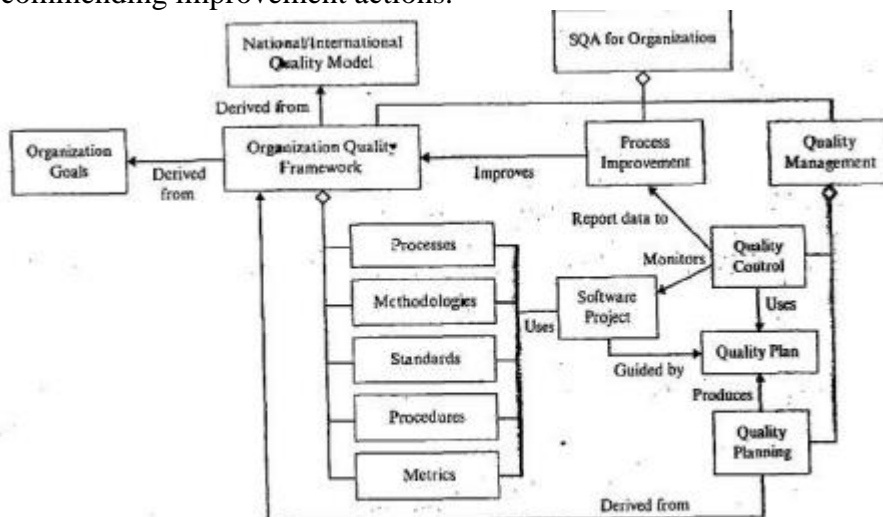 commending improvement actions.
National/International
Quality Model
SQA for Organization
Derived from
Organization
Goals
Derived
from
Organization Quality
Framework
Improves
Process
Improvement
Quality
Management
Report data to
Processes
Monitors
Quality
Control
Methodologies
Uses
Software
Project
Uses
Standards
Guided by
Quality Plan
Procedures
Produces
Metrics
Quality
Planning
Derived from